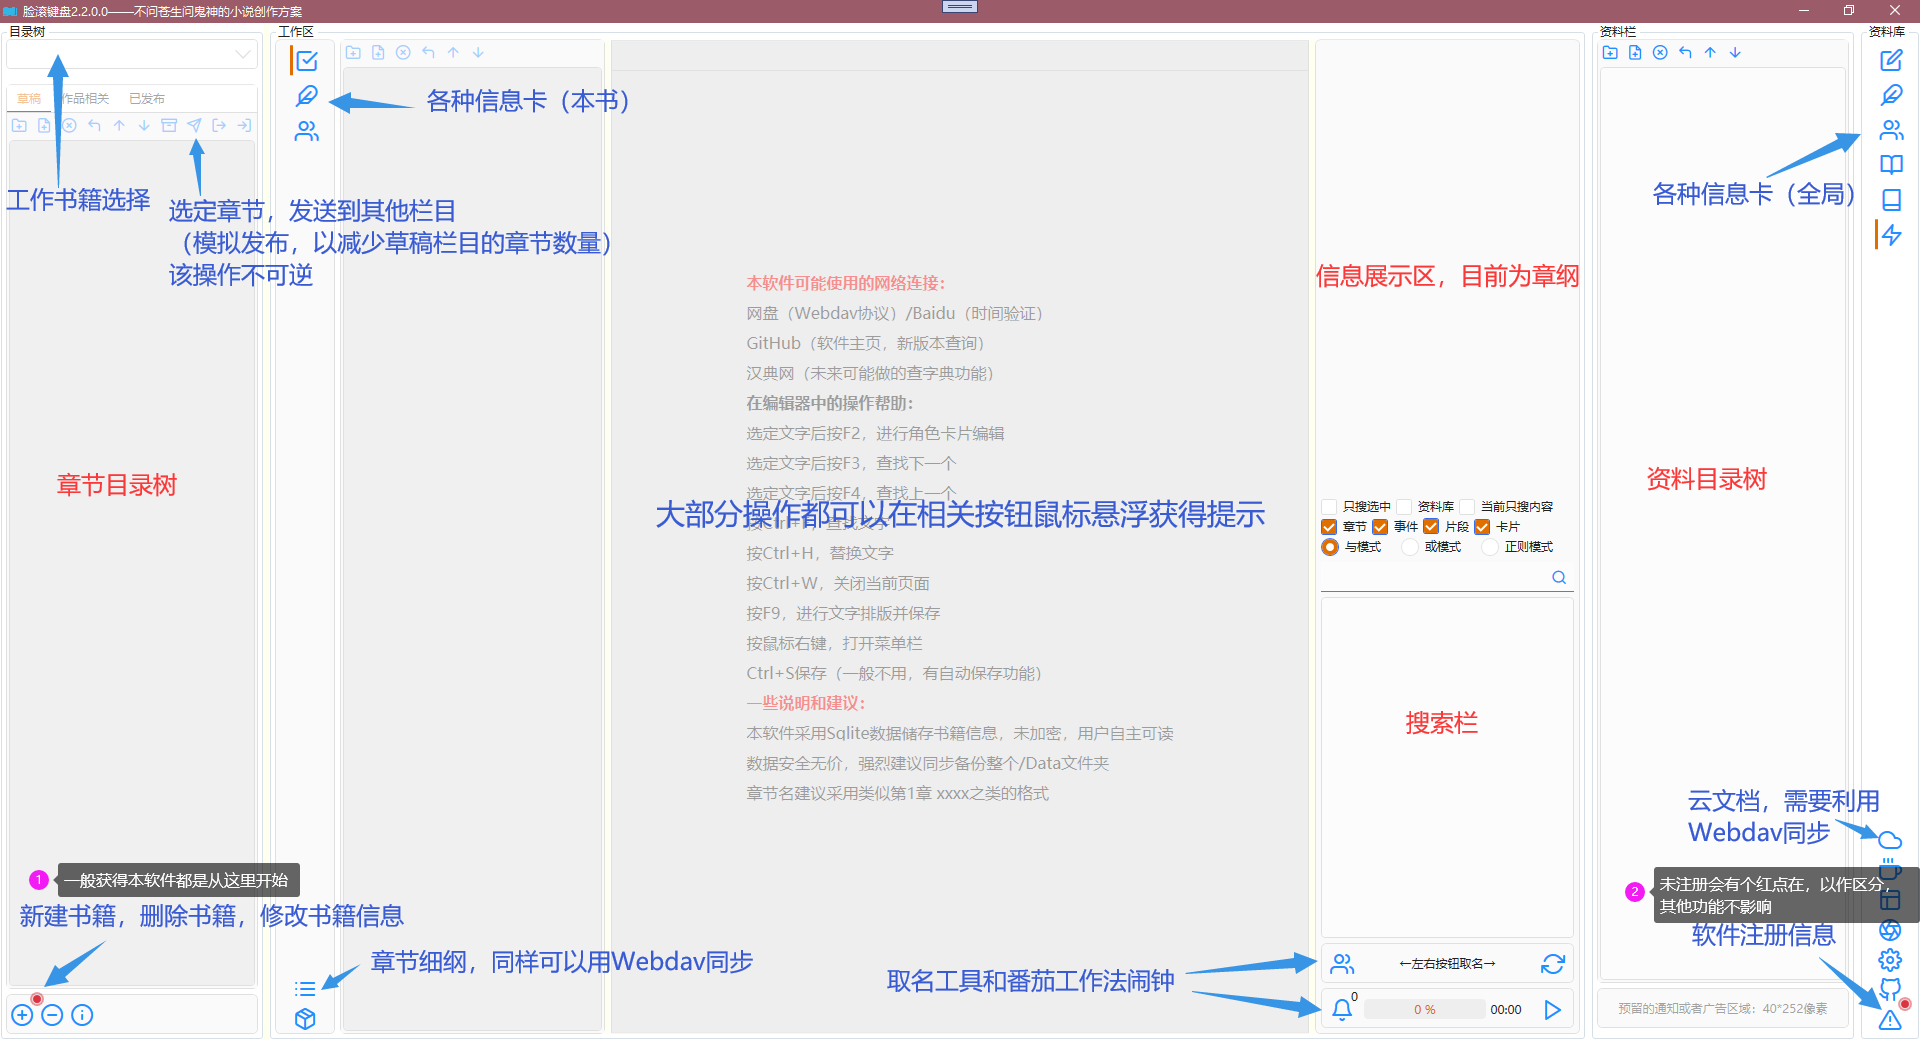 脸滚键盘2.2.0.0——不问苍生问鬼神的小说创作方案
目录树
工作区
资料栏
资料库
草稿
作品相关
已发布
各种信息卡（本书）
工作书籍选择
选定章节，发送到其他栏目
（模拟发布，以减少草稿栏目的章节数量）
该操作不可逆
各种信息卡（全局）
信息展示区，目前为章纲
本软件可能使用的网络连接：
网盘（Webdav协议）/Baidu（时间验证）
GitHub（软件主页，新版本查询）
汉典网（未来可能做的查字典功能）
在编辑器中的操作帮助：
选定文字后按F2，进行角色卡片编辑
选定文字后按F3，查找下一个
选定文字后按F4，查找上一个
按Ctrl+F，查找文字
大部分操作都可以在相关按钮鼠标悬浮获得提示
按Ctrl+H，替换文字
按Ctrl+W，关闭当前页面
按F9，进行文字排版并保存
按鼠标右键，打开菜单栏
Ctrl+S保存（一般不用，有自动保存功能）
一些说明和建议：
本软件采用Sqlite数据储存书籍信息，未加密，用户自主可读
数据安全无价，强烈建议同步备份整个/Data文件夹
章节名建议采用类似第1章 xxxx之类的格式
章节目录树
资料目录树
只搜选中 资料库 当前只搜内容
章节 事件 片段 卡片
与模式 或模式 正则模式
搜索栏
云文档，需要利用
Webdav同步
1 一般获得本软件都是从这里开始
新建书籍，删除书籍，修改书籍信息
2 未注册会有个红点在，以作区分，
其他功能不影响
软件注册信息
章节细纲，同样可以用Webdav同步
取名工具和番茄工作法闹钟
←左右按钮取名→
0
0 %
00:00
预留的通知或者广告区域：40*252像素